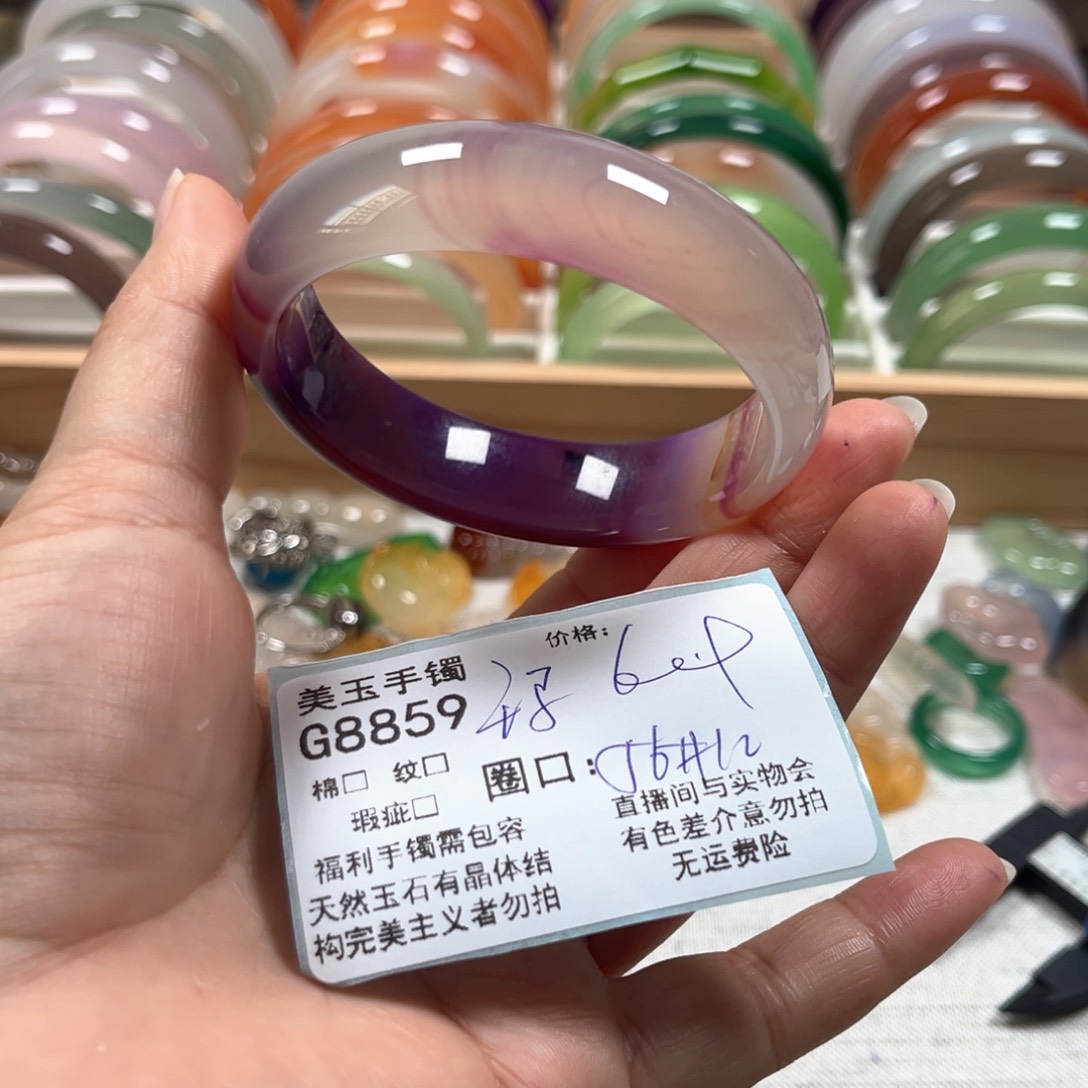 价格:
美玉手镯
G8859
棉□ 纹□
圈口: 56#12
瑕疵□
福利手镯需包容
天然玉石有晶体结
构完美主义者勿拍
直播间与实物会
有色差介意勿拍
无运费险